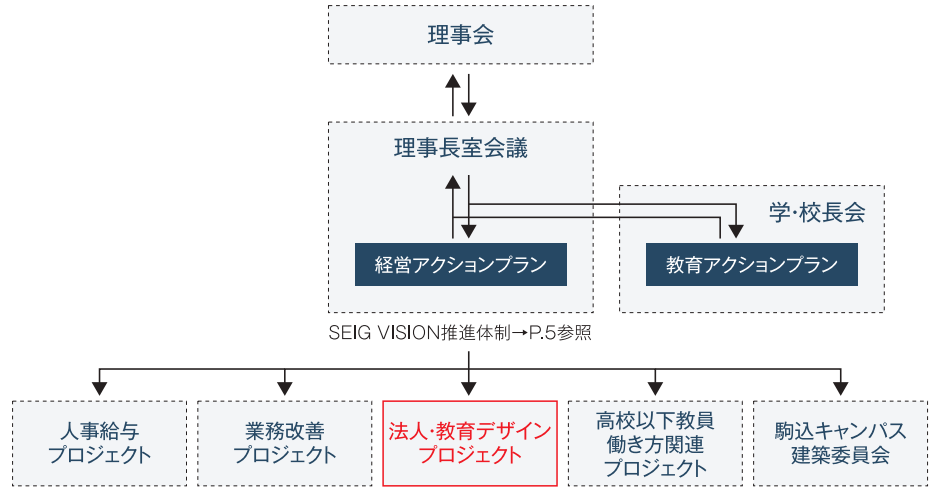 理事会
理事長室会議
学・校長会
経営アクションプラン
教育アクションプラン
SEIG VISION推進体制→P.5参照
人事給与
プロジェクト
業務改善
プロジェクト
法人・教育デザイン
プロジェクト
高校以下教員
働き方関連
プロジェクト
駒込キャンパス
建築委員会